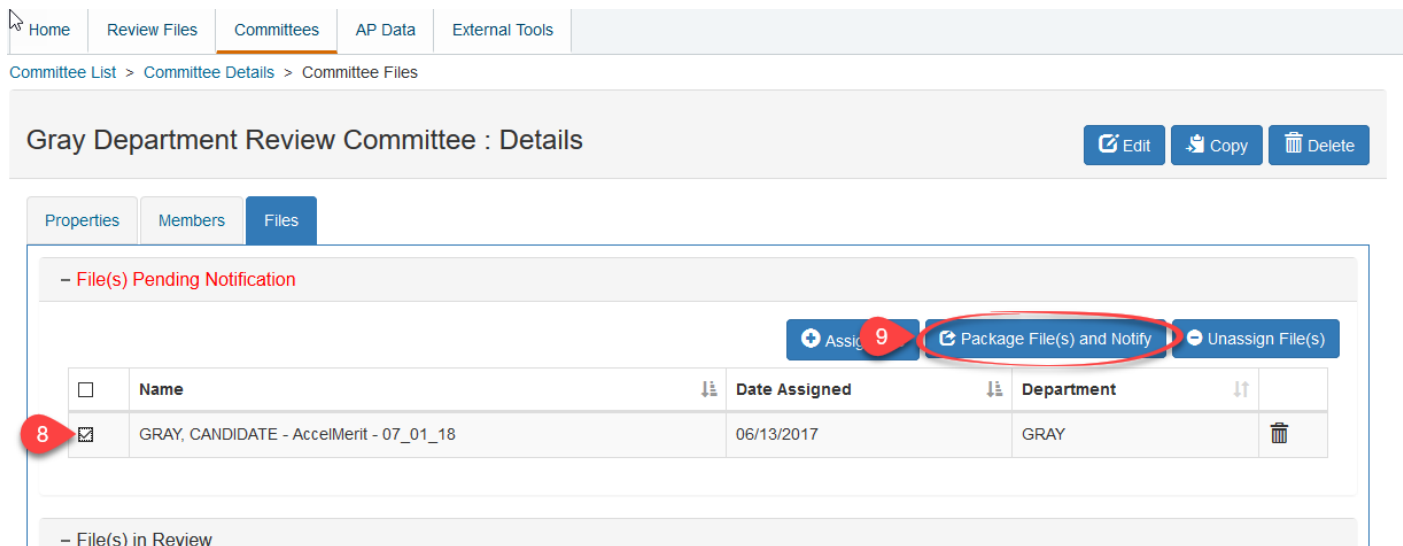 Home Review Files Committees AP Data External Tools
Committee List > Committee Details > Committee Files
Gray Department Review Committee : Details
Edit Copy Delete
Properties Members Files
– File(s) Pending Notification
9 Package File(s) and Notify Unassign File(s)
Name Date Assigned Department
8 GRAY, CANDIDATE - AccelMerit - 07_01_18 06/13/2017 GRAY
– File(s) in Review